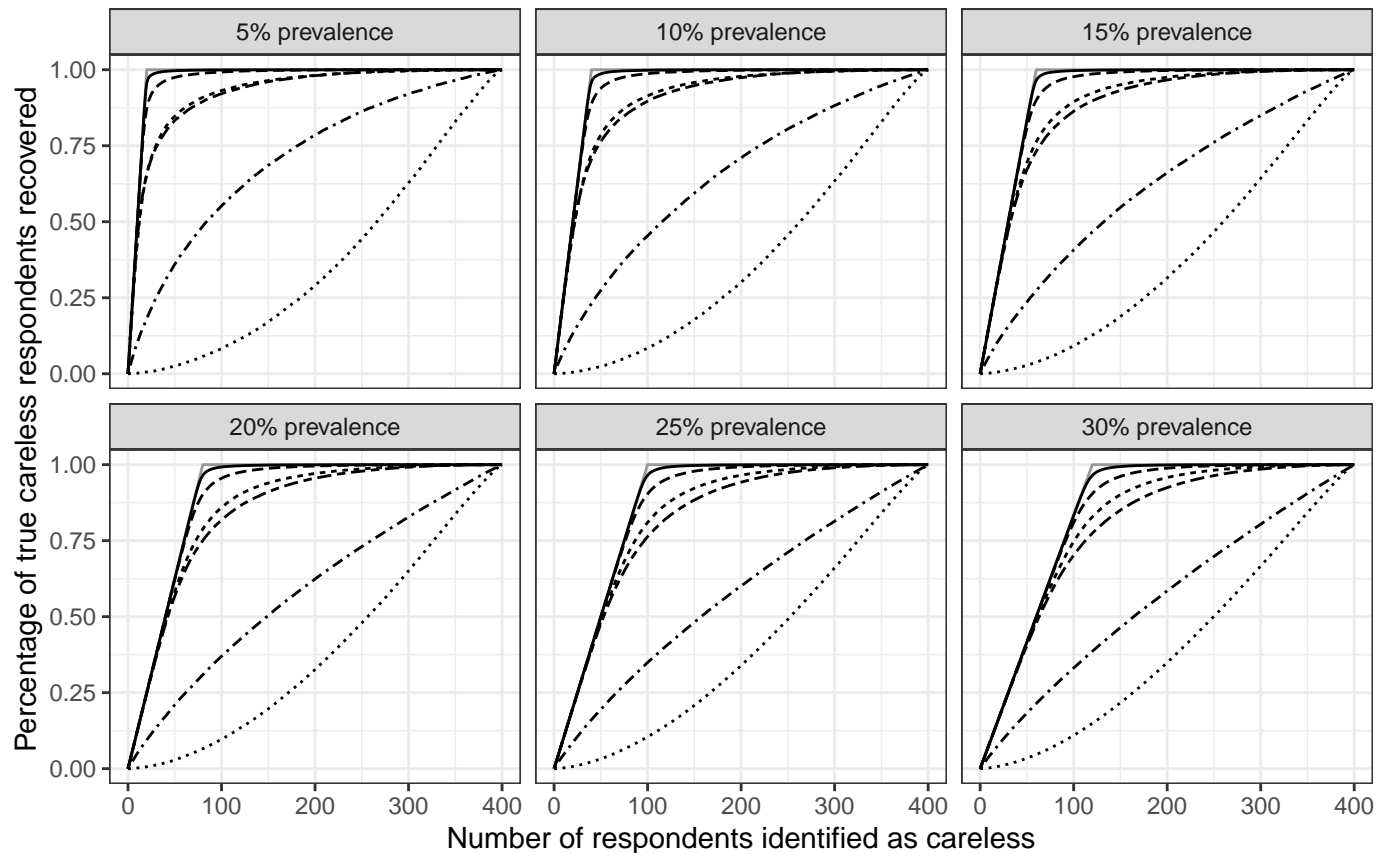 5% prevalence
10% prevalence
15% prevalence
1.00
0.75
0.50
0.25
0.00
20% prevalence
25% prevalence
30% prevalence
1.00
0.75
0.50
0.25
0.00
0 100 200 300 400
0 100 200 300 400
0 100 200 300 400
Number of respondents identified as careless
Percentage of true careless respondents recovered